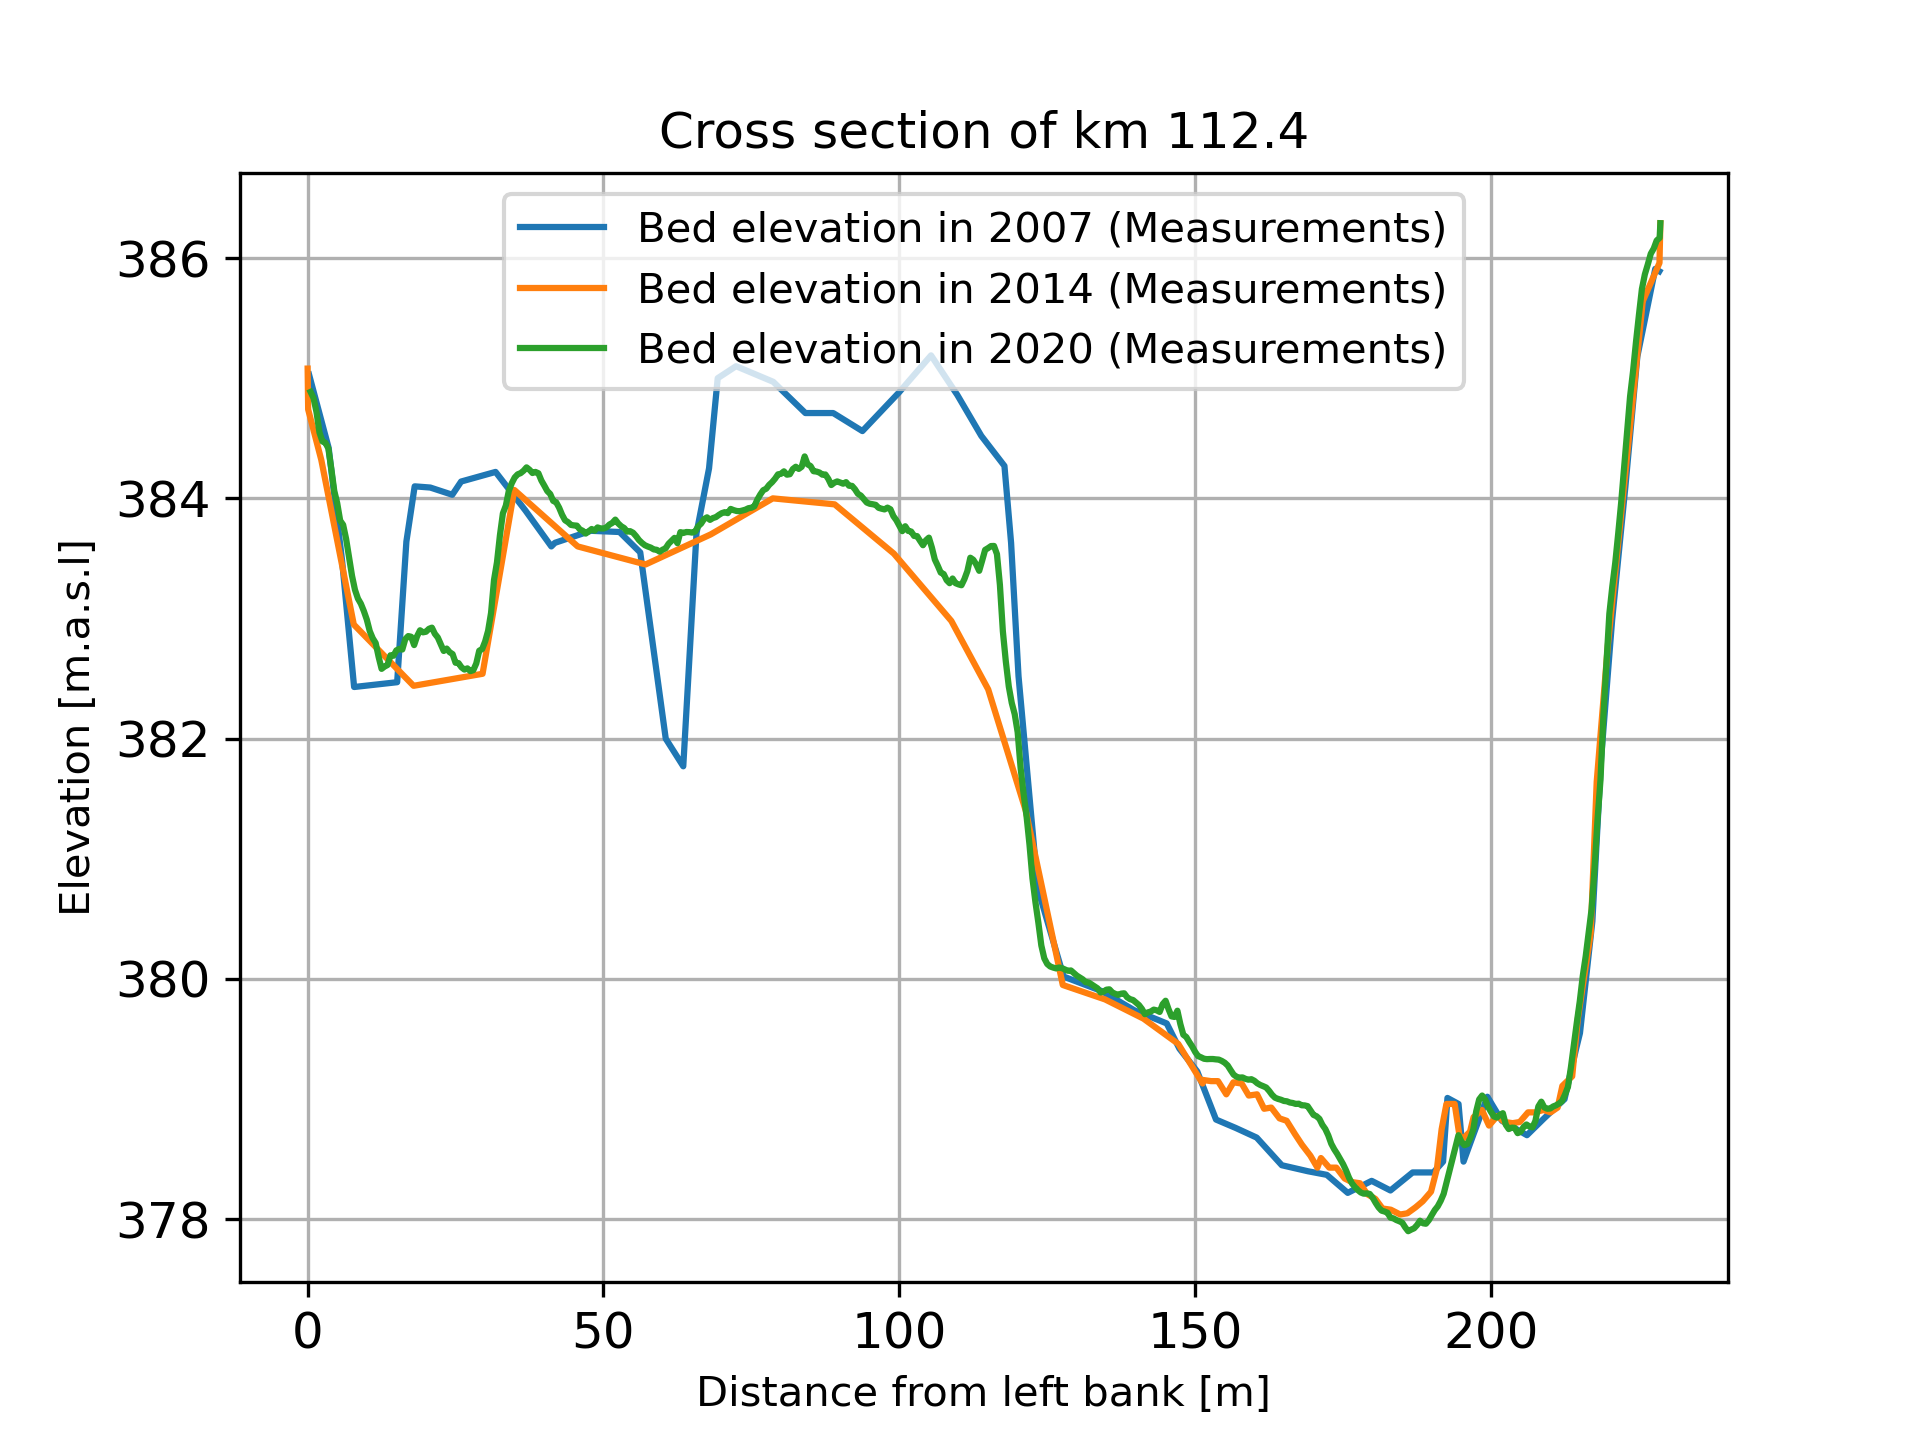 Cross section of km 112.4
Bed elevation in 2007 (Measurements)
Bed elevation in 2014 (Measurements)
Bed elevation in 2020 (Measurements)
386
384
382
380
378
Elevation [m.a.s.l]
0 50 100 150 200
Distance from left bank [m]